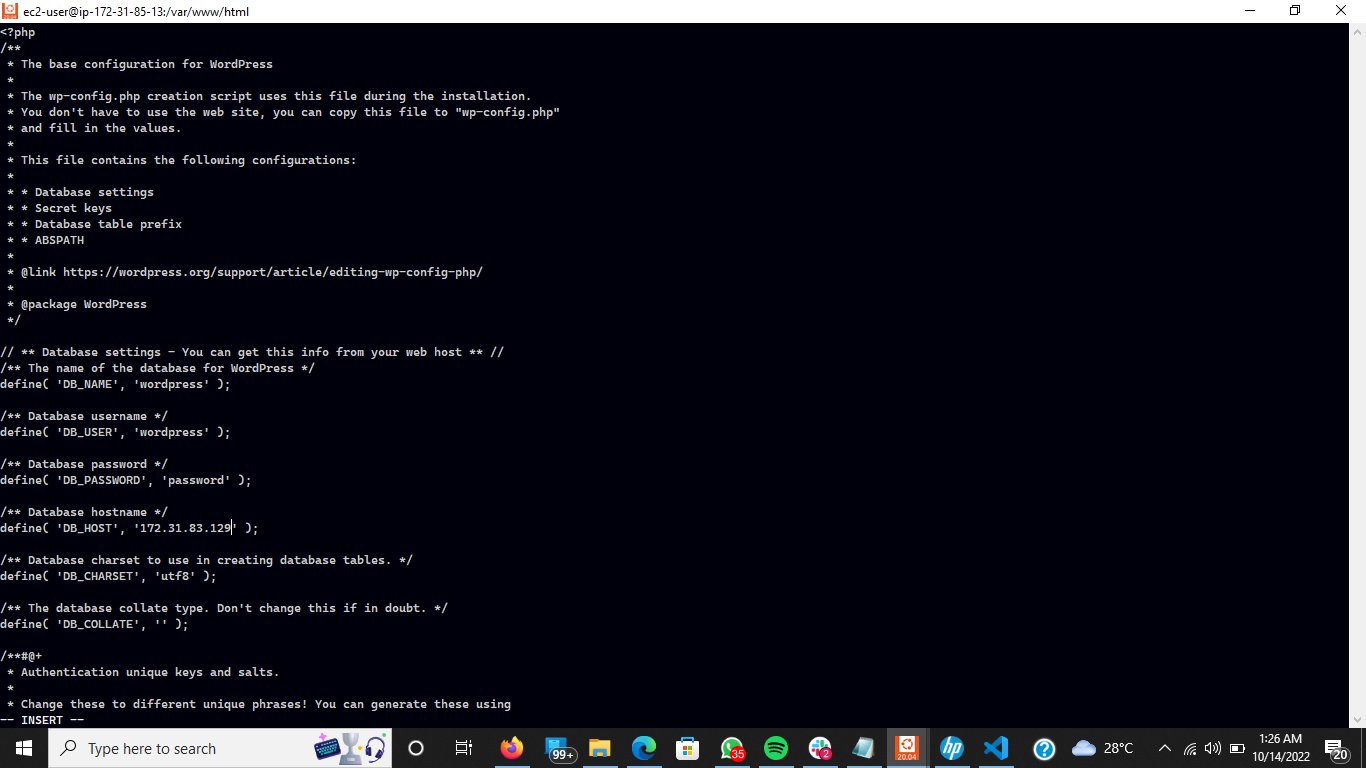 ec2-user@ip-172-31-85-13:/var/www/html
<?php
/**
 * The base configuration for WordPress
 *
 * The wp-config.php creation script uses this file during the installation.
 * You don't have to use the web site, you can copy this file to "wp-config.php"
 * and fill in the values.
 *
 * This file contains the following configurations:
 *
 * * Database settings
 * * Secret keys
 * * Database table prefix
 * * ABSPATH
 *
 * @link https://wordpress.org/support/article/editing-wp-config-php/
 *
 * @package WordPress
 */
// ** Database settings - You can get this info from your web host ** //
/** The name of the database for WordPress */
define( 'DB_NAME', 'wordpress' );
/** Database username */
define( 'DB_USER', 'wordpress' );
/** Database password */
define( 'DB_PASSWORD', 'password' );
/** Database hostname */
define( 'DB_HOST', '172.31.83.129' );
/** Database charset to use in creating database tables. */
define( 'DB_CHARSET', 'utf8' );
/** The database collate type. Don't change this if in doubt. */
define( 'DB_COLLATE', '' );
/**#@+
 * Authentication unique keys and salts.
 *
 * Change these to different unique phrases! You can generate these using
-- INSERT --
Type here to search
99+
35
2
20.04
hp
28°C
1:26 AM
10/14/2022
20